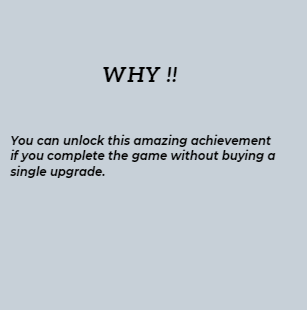 WHY !!
You can unlock this amazing achievement
if you complete the game without buying a
single upgrade.